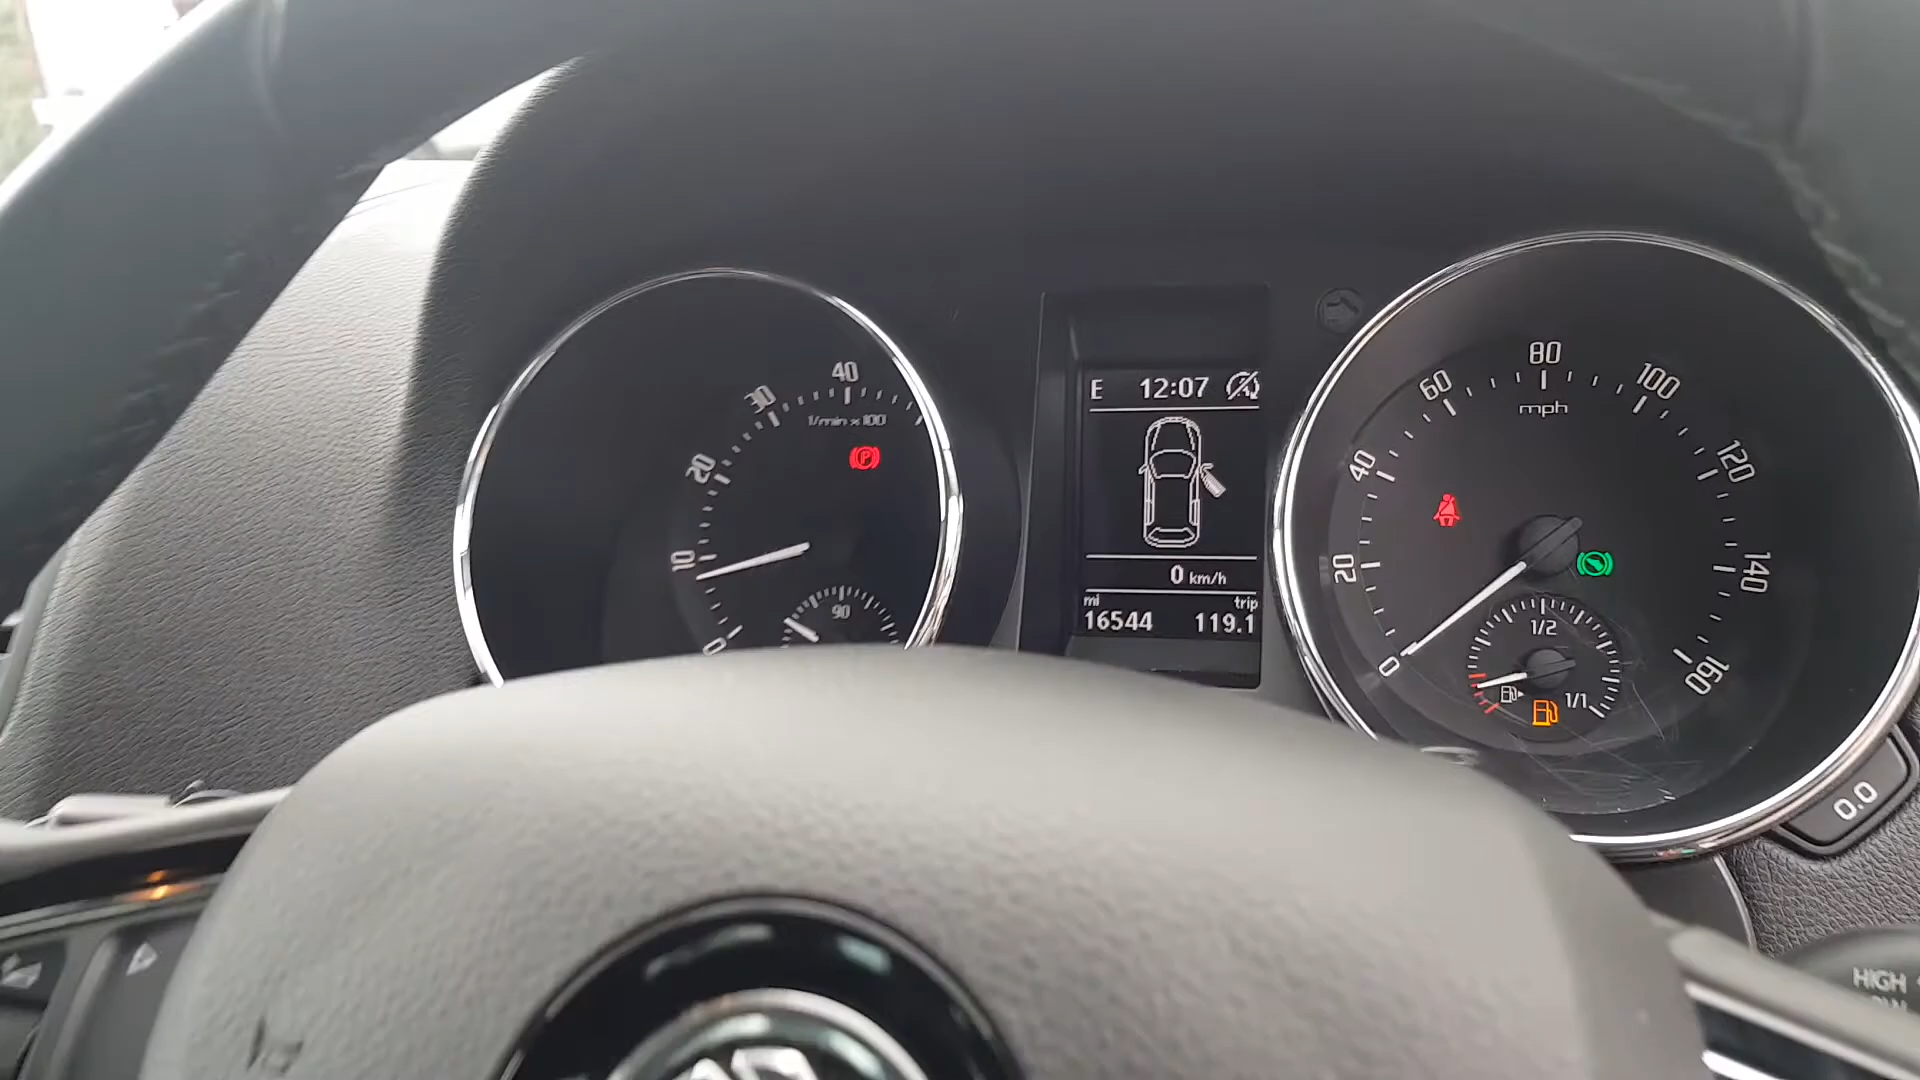 40
30
1/min x 100
20
10
0
90
E 12:07
0 km/h
mi trip
16544 119.1
80
60 100
mph
40 120
20 140
0 160
1/2
1/1
0.0
P
HIGH